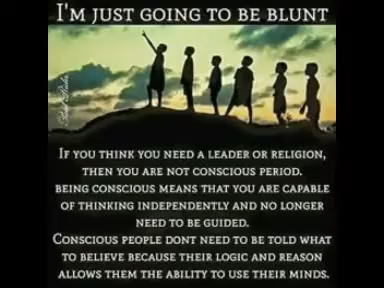 I'M JUST GOING TO BE BLUNT
IF YOU THINK YOU NEED A LEADER OR RELIGION,
THEN YOU ARE NOT CONSCIOUS PERIOD.
BEING CONSCIOUS MEANS THAT YOU ARE CAPABLE
OF THINKING INDEPENDENTLY AND NO LONGER
NEED TO BE GUIDED.
CONSCIOUS PEOPLE DONT NEED TO BE TOLD WHAT
TO BELIEVE BECAUSE THEIR LOGIC AND REASON
ALLOWS THEM THE ABILITY TO USE THEIR MINDS.